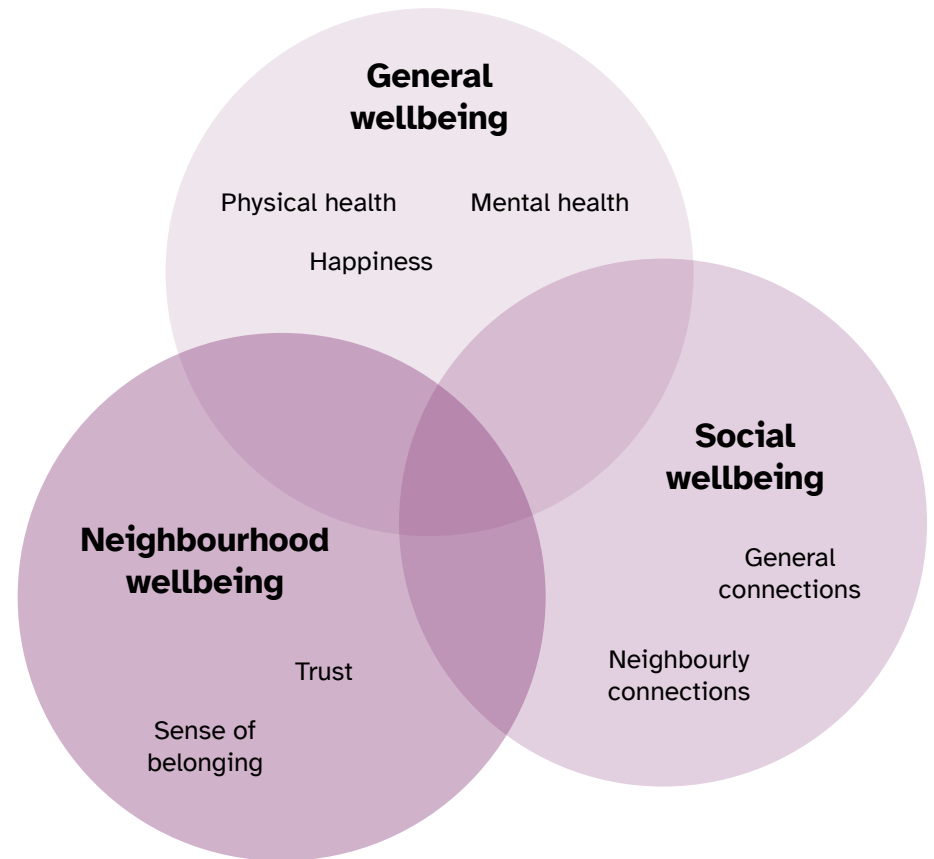 General
wellbeing
Physical health
Mental health
Happiness
Social
wellbeing
General
connections
Neighbourly
connections
Neighbourhood
wellbeing
Trust
Sense of
belonging